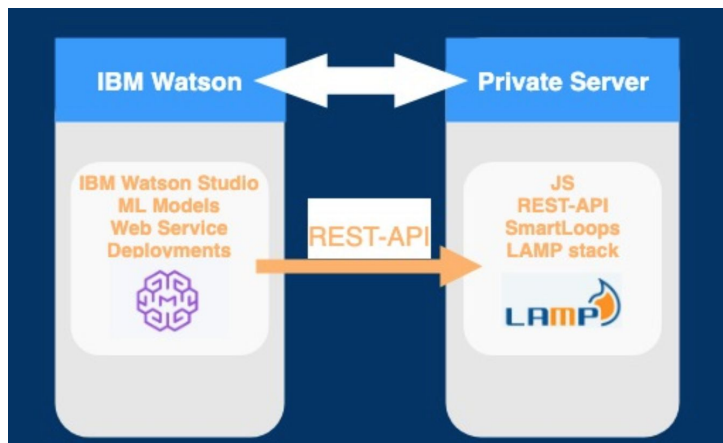 IBM Watson
Private Server
IBM Watson Studio
ML Models
Web Service
Deployments
REST-API
JS
REST-API
SmartLoops
LAMP stack
LAMP